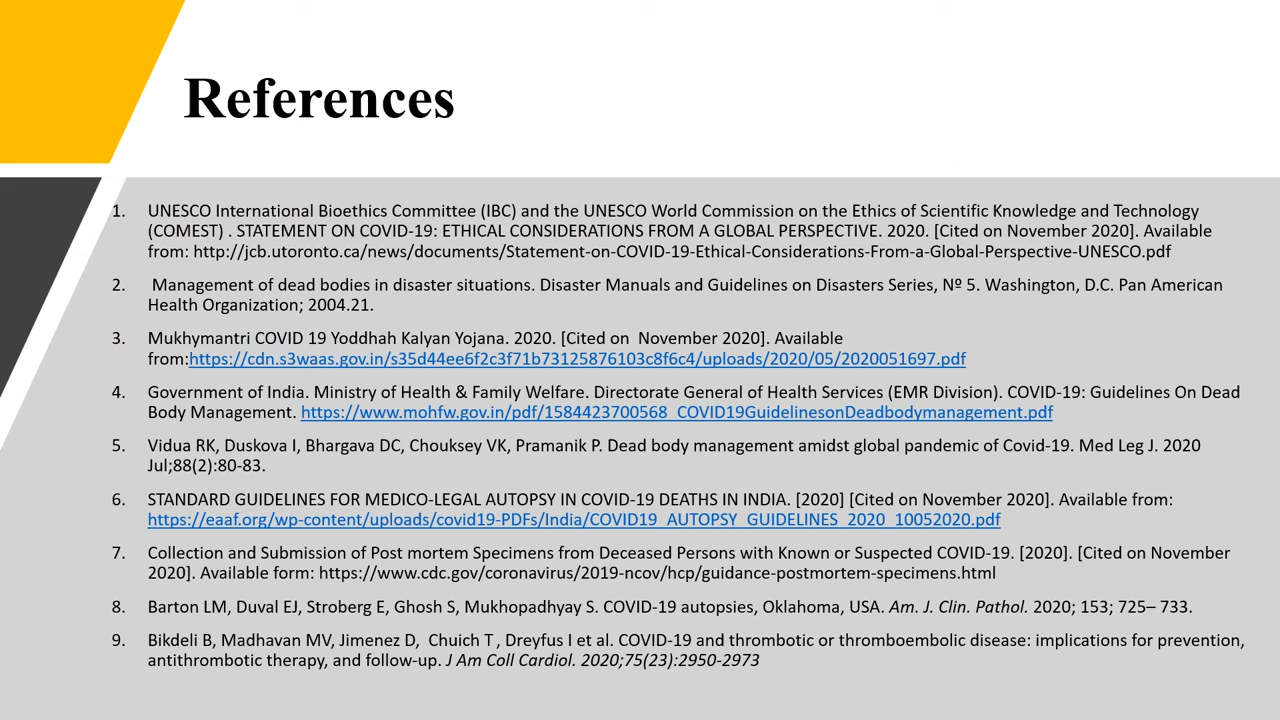 References
1. UNESCO International Bioethics Committee (IBC) and the UNESCO World Commission on the Ethics of Scientific Knowledge and Technology
(COMEST) . STATEMENT ON COVID-19: ETHICAL CONSIDERATIONS FROM A GLOBAL PERSPECTIVE. 2020. [Cited on November 2020]. Available
from: http://jcb.utoronto.ca/news/documents/Statement-on-COVID-19-Ethical-Considerations-From-a-Global-Perspective-UNESCO.pdf
2. Management of dead bodies in disaster situations. Disaster Manuals and Guidelines on Disasters Series, Nº 5. Washington, D.C. Pan American
Health Organization; 2004.21.
3. Mukhymantri COVID 19 Yoddhah Kalyan Yojana. 2020. [Cited on November 2020]. Available
from:https://cdn.s3waas.gov.in/s35d44ee6f2c3f71b73125876103c8f6c4/uploads/2020/05/2020051697.pdf
4. Government of India. Ministry of Health & Family Welfare. Directorate General of Health Services (EMR Division). COVID-19: Guidelines On Dead
Body Management. https://www.mohfw.gov.in/pdf/1584423700568_COVID19GuidelinesonDeadbodymanagement.pdf
5. Vidua RK, Duskova I, Bhargava DC, Chouksey VK, Pramanik P. Dead body management amidst global pandemic of Covid-19. Med Leg J. 2020
Jul;88(2):80-83.
6. STANDARD GUIDELINES FOR MEDICO-LEGAL AUTOPSY IN COVID-19 DEATHS IN INDIA. [2020] [Cited on November 2020]. Available from:
https://eaaf.org/wp-content/uploads/covid19-PDFs/India/COVID19_AUTOPSY_GUIDELINES_2020_10052020.pdf
7. Collection and Submission of Post mortem Specimens from Deceased Persons with Known or Suspected COVID-19. [2020]. [Cited on November
2020]. Available form: https://www.cdc.gov/coronavirus/2019-ncov/hcp/guidance-postmortem-specimens.html
8. Barton LM, Duval EJ, Stroberg E, Ghosh S, Mukhopadhyay S. COVID-19 autopsies, Oklahoma, USA. Am. J. Clin. Pathol. 2020; 153; 725– 733.
9. Bikdeli B, Madhavan MV, Jimenez D, Chuich T , Dreyfus I et al. COVID-19 and thrombotic or thromboembolic disease: implications for prevention,
antithrombotic therapy, and follow-up. J Am Coll Cardiol. 2020;75(23):2950-2973